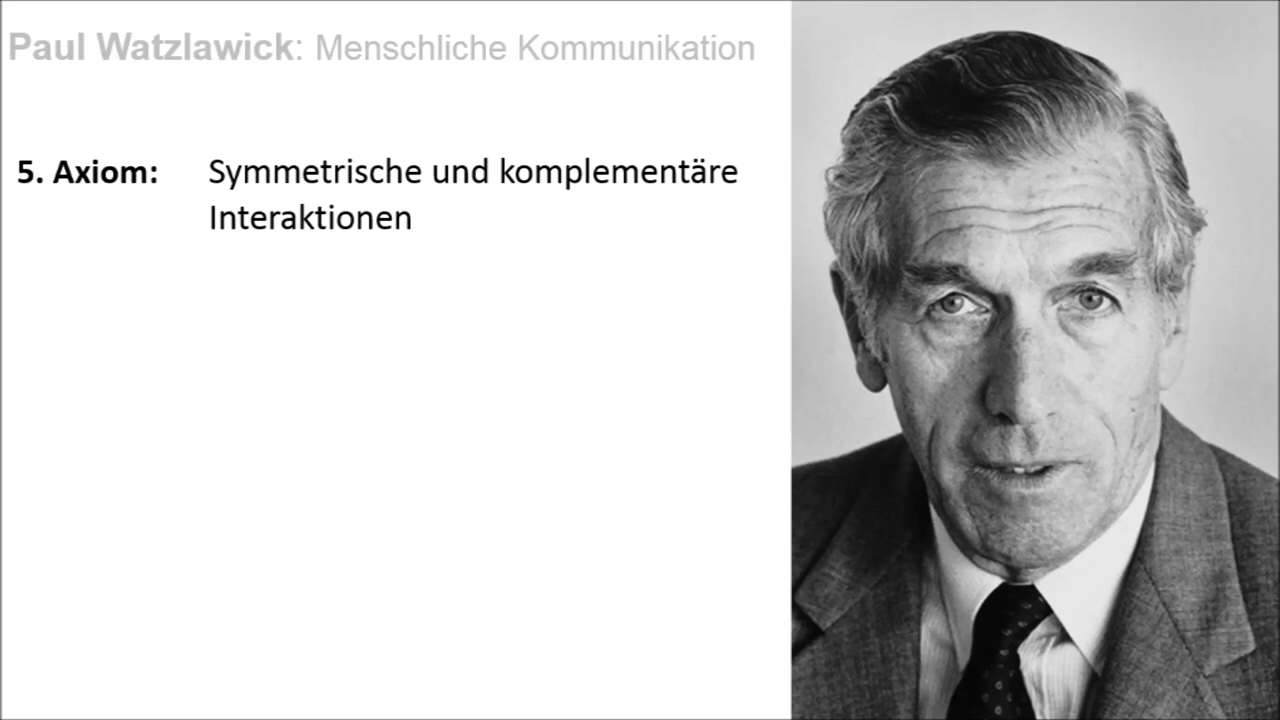 Paul Watzlawick: Menschliche Kommunikation
5. Axiom: Symmetrische und komplementäre
Interaktionen